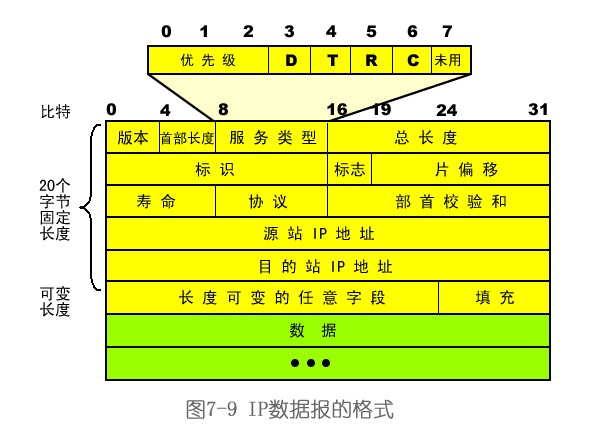 0 1 2 3 4 5 6 7
优先级 D T R C 未用
比特 0 4 8 16 19 24 31
版本 首部长度 服务类型 总长度
标识 标志 片偏移
20个
字节
固定
长度
寿命 协议 部首校验和
源站IP地址
目的站IP地址
可变
长度
长度可变的任意字段 填充
数据
•••
图7-9 IP数据报的格式